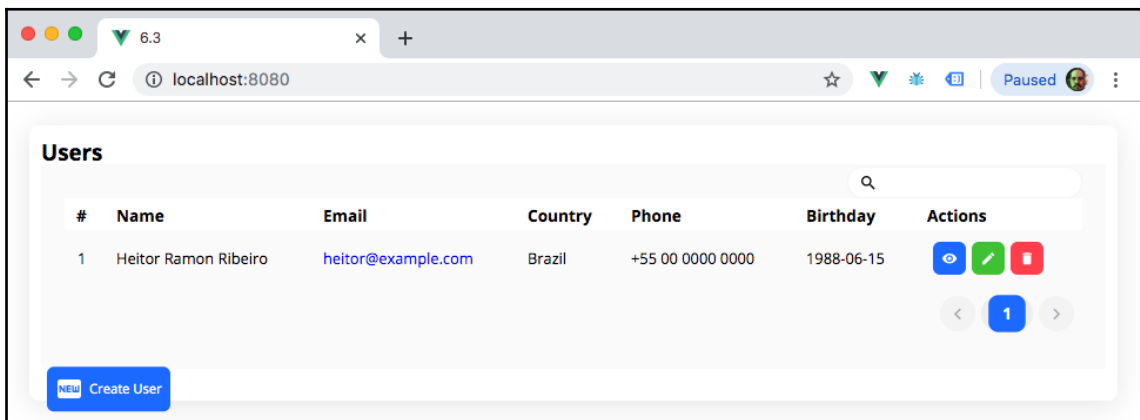 6.3
localhost:8080
Paused
Users
# Name Email Country Phone Birthday Actions
1 Heitor Ramon Ribeiro heitor@example.com Brazil +55 00 0000 0000 1988-06-15
1
NEW Create User